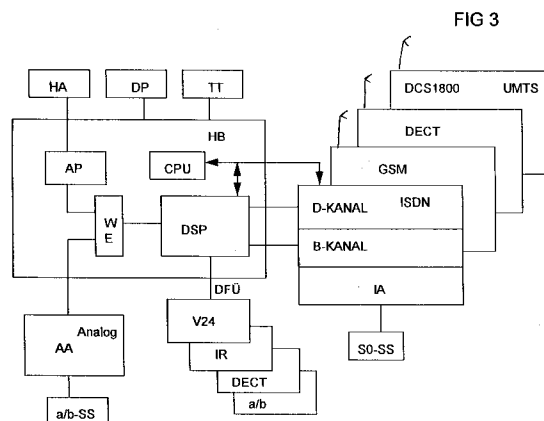 FIG 3
DCS1800 UMTS
HA DP TT
DECT
HB
GSM
AP CPU
D-KANAL ISDN
W
E
DSP
B-KANAL
DFÜ
IA
Analog
AA
V24
IR
S0-SS
DECT
a/b-SS
a/b